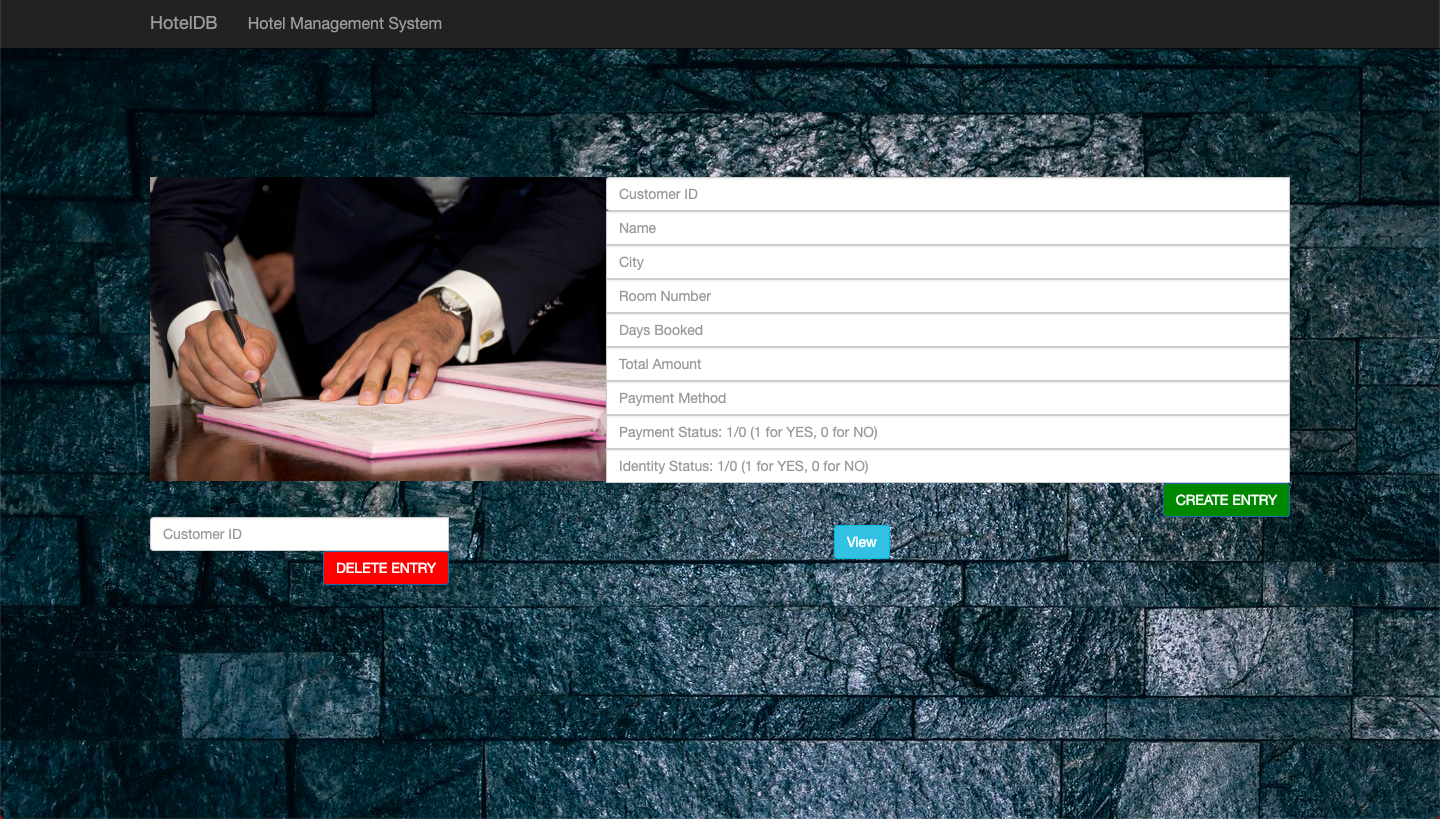 HotelDB Hotel Management System
Customer ID
Name
City
Room Number
Days Booked
Total Amount
Payment Method
Payment Status: 1/0 (1 for YES, 0 for NO)
Identity Status: 1/0 (1 for YES, 0 for NO)
CREATE ENTRY
Customer ID
DELETE ENTRY
View